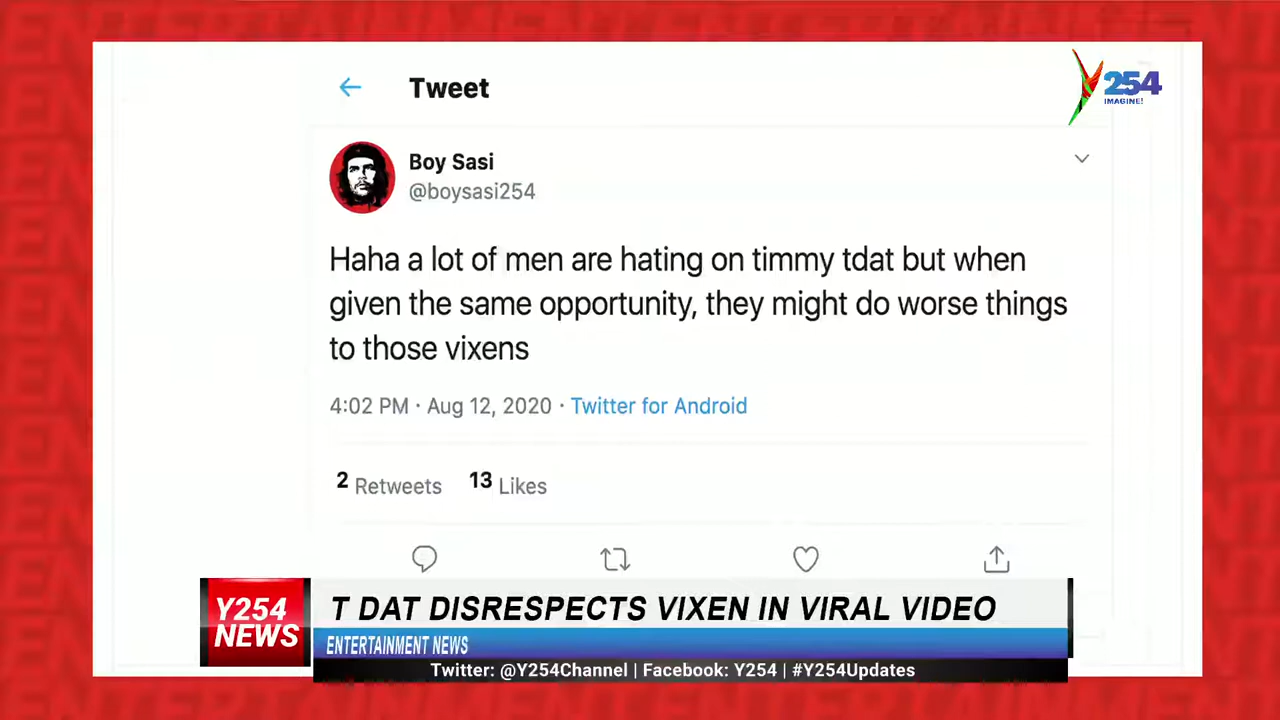 Tweet
254
IMAGINE!
Boy Sasi
@boysasi254
Haha a lot of men are hating on timmy tdat but when
given the same opportunity, they might do worse things
to those vixens
4:02 PM · Aug 12, 2020 · Twitter for Android
2 Retweets 13 Likes
Y254
NEWS
T DAT DISRESPECTS VIXEN IN VIRAL VIDEO
ENTERTAINMENT NEWS
Twitter: @Y254Channel | Facebook: Y254 | #Y254Updates